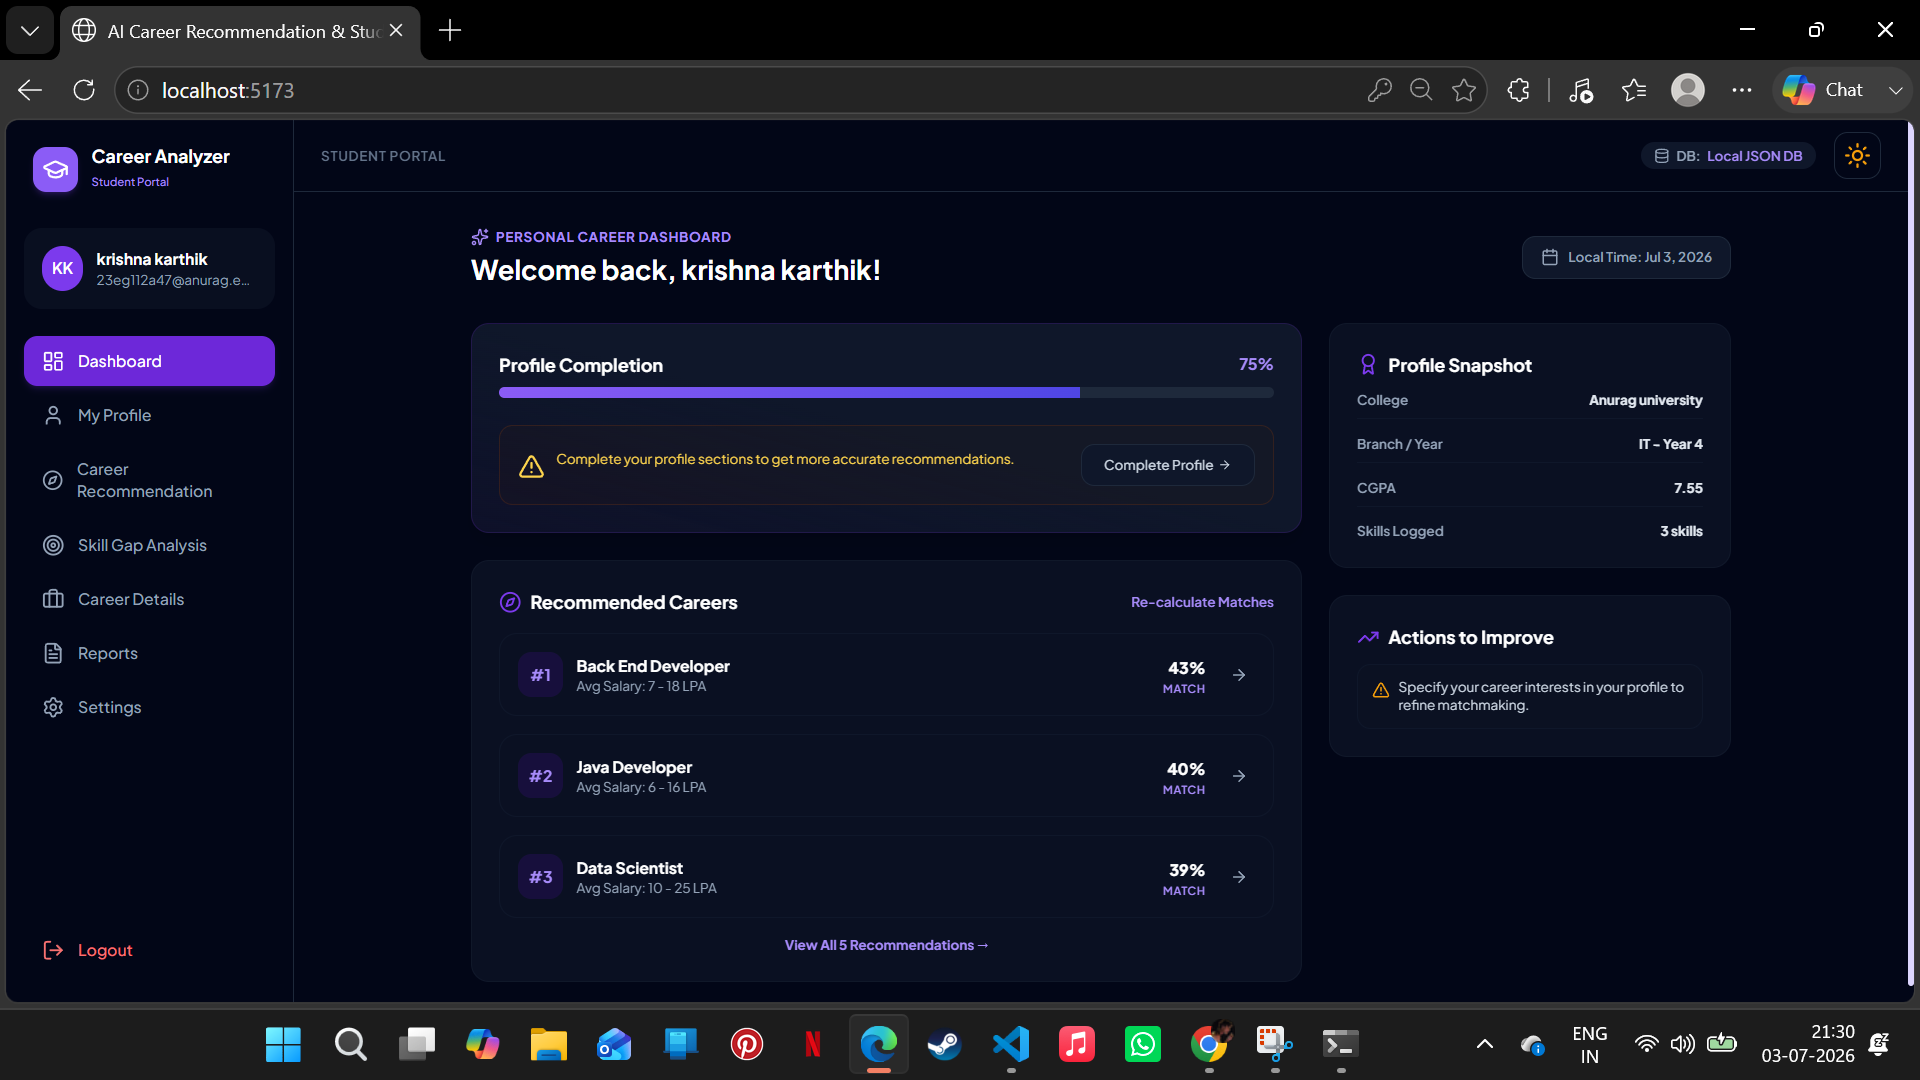 AI Career Recommendation & Stu
localhost:5173
Chat
Career Analyzer
Student Portal
STUDENT PORTAL
DB: Local JSON DB
KK
krishna karthik
23eg112a47@anurag.e...
Dashboard
My Profile
Career
Recommendation
Skill Gap Analysis
Career Details
Reports
Settings
Logout
PERSONAL CAREER DASHBOARD
Welcome back, krishna karthik!
Local Time: Jul 3, 2026
Profile Completion
75%
Complete your profile sections to get more accurate recommendations.
Complete Profile →
Recommended Careers
Re-calculate Matches
#1
Back End Developer
Avg Salary: 7 - 18 LPA
43%
MATCH
#2
Java Developer
Avg Salary: 6 - 16 LPA
40%
MATCH
#3
Data Scientist
Avg Salary: 10 - 25 LPA
39%
MATCH
View All 5 Recommendations →
Profile Snapshot
College
Anurag university
Branch / Year
IT - Year 4
CGPA
7.55
Skills Logged
3 skills
Actions to Improve
Specify your career interests in your profile to
refine matchmaking.
ENG
IN
21:30
03-07-2026